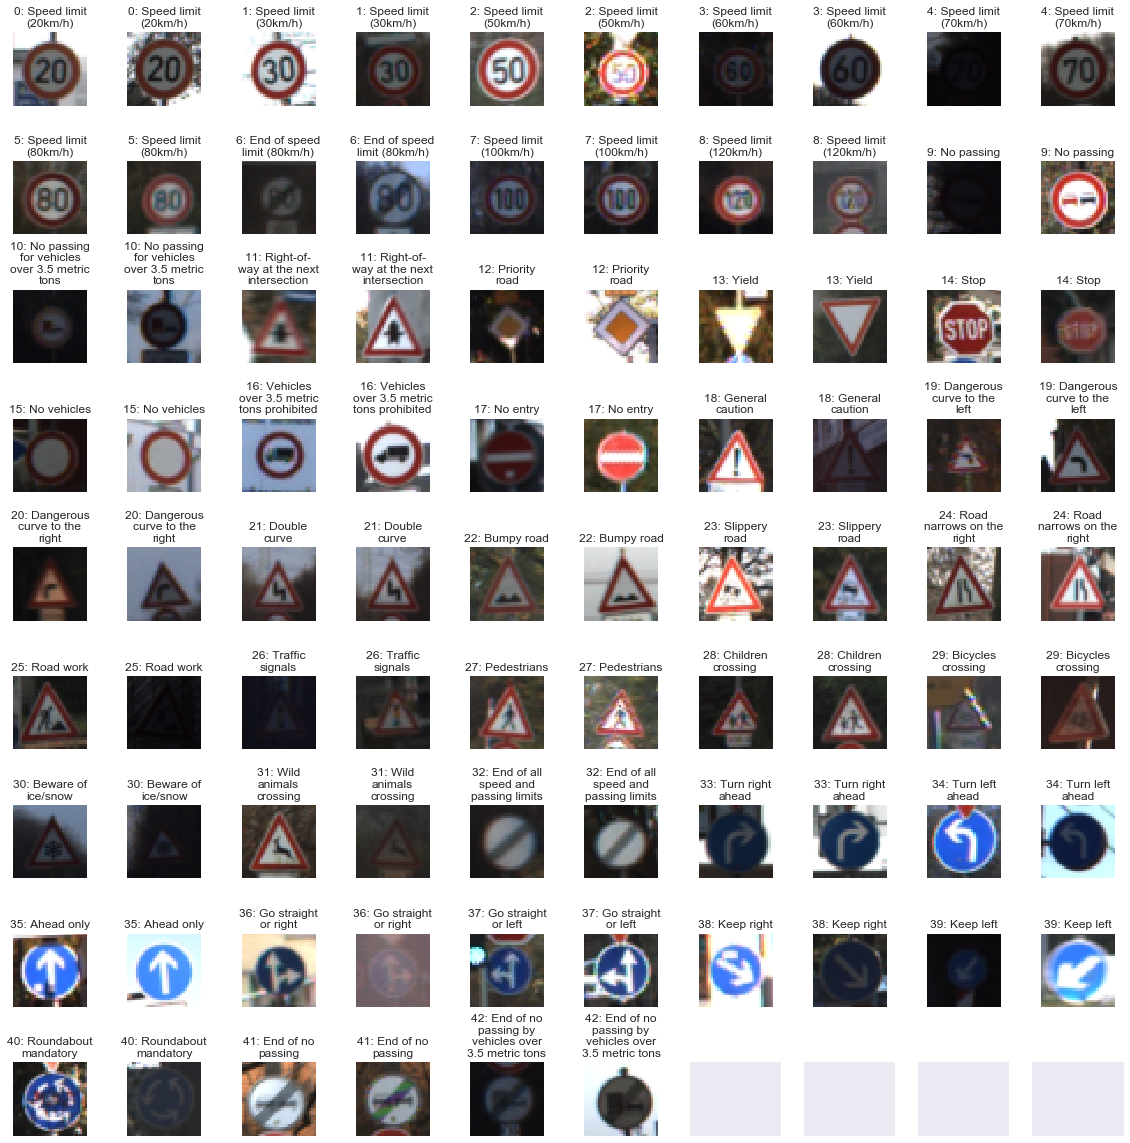 0: Speed limit
(20km/h)
0: Speed limit
(20km/h)
1: Speed limit
(30km/h)
1: Speed limit
(30km/h)
2: Speed limit
(50km/h)
2: Speed limit
(50km/h)
3: Speed limit
(60km/h)
3: Speed limit
(60km/h)
4: Speed limit
(70km/h)
4: Speed limit
(70km/h)
20
20
30
30
50
50
60
60
70
70
5: Speed limit
(80km/h)
5: Speed limit
(80km/h)
6: End of speed
limit (80km/h)
6: End of speed
limit (80km/h)
7: Speed limit
(100km/h)
7: Speed limit
(100km/h)
8: Speed limit
(120km/h)
8: Speed limit
(120km/h)
9: No passing
9: No passing
80
80
80
80
100
100
120
120
10: No passing
for vehicles
over 3.5 metric
tons
10: No passing
for vehicles
over 3.5 metric
tons
11: Right-of-
way at the next
intersection
11: Right-of-
way at the next
intersection
12: Priority
road
12: Priority
road
13: Yield
13: Yield
14: Stop
14: Stop
STOP
STOP
15: No vehicles
15: No vehicles
16: Vehicles
over 3.5 metric
tons prohibited
16: Vehicles
over 3.5 metric
tons prohibited
17: No entry
17: No entry
18: General
caution
18: General
caution
19: Dangerous
curve to the
left
19: Dangerous
curve to the
left
20: Dangerous
curve to the
right
20: Dangerous
curve to the
right
21: Double
curve
21: Double
curve
22: Bumpy road
22: Bumpy road
23: Slippery
road
23: Slippery
road
24: Road
narrows on the
right
24: Road
narrows on the
right
25: Road work
25: Road work
26: Traffic
signals
26: Traffic
signals
27: Pedestrians
27: Pedestrians
28: Children
crossing
28: Children
crossing
29: Bicycles
crossing
29: Bicycles
crossing
30: Beware of
ice/snow
30: Beware of
ice/snow
31: Wild
animals
crossing
31: Wild
animals
crossing
32: End of all
speed and
passing limits
32: End of all
speed and
passing limits
33: Turn right
ahead
33: Turn right
ahead
34: Turn left
ahead
34: Turn left
ahead
35: Ahead only
35: Ahead only
36: Go straight
or right
36: Go straight
or right
37: Go straight
or left
37: Go straight
or left
38: Keep right
38: Keep right
39: Keep left
39: Keep left
40: Roundabout
mandatory
40: Roundabout
mandatory
41: End of no
passing
41: End of no
passing
42: End of no
passing by
vehicles over
3.5 metric tons
42: End of no
passing by
vehicles over
3.5 metric tons